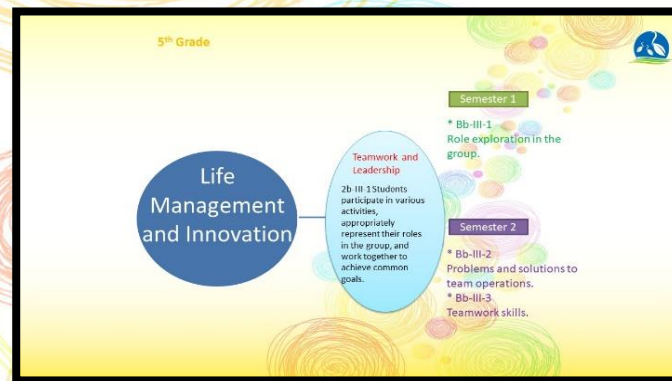 5th Grade
Life
Management
and Innovation
Teamwork and
Leadership
2b-III-1 Students
participate in various
activities,
appropriately
represent their roles
in the group, and
work together to
achieve common
goals.
Semester 1
* Bb-III-1
Role exploration in the
group.
Semester 2
* Bb-III-2
Problems and solutions to
team operations.
* Bb-III-3
Teamwork skills.